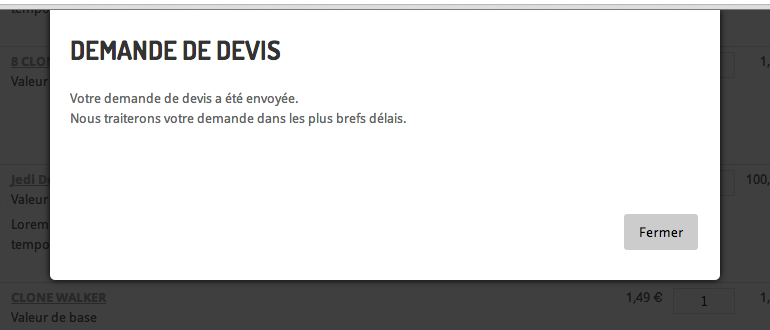 DEMANDE DE DEVIS
Votre demande de devis a été envoyée.
Nous traiterons votre demande dans les plus brefs délais.
Fermer
8 CLO
Valeur
1,
Jedi D
Valeur
100,
Lorem
tempo
CLONE WALKER 1,49 € 1 1,
Valeur de base